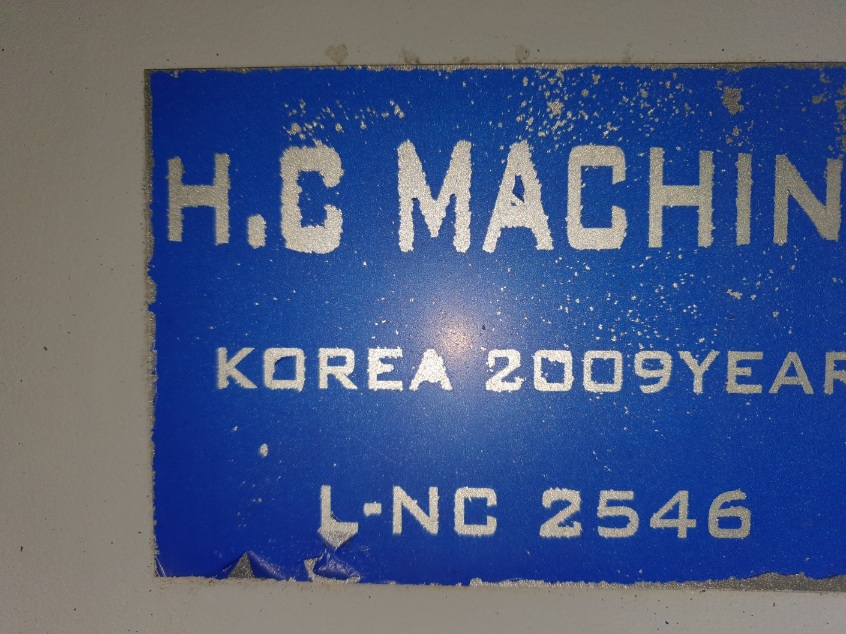 H.C MACHIN
KOREA 2009YEAR
L-NC 2546